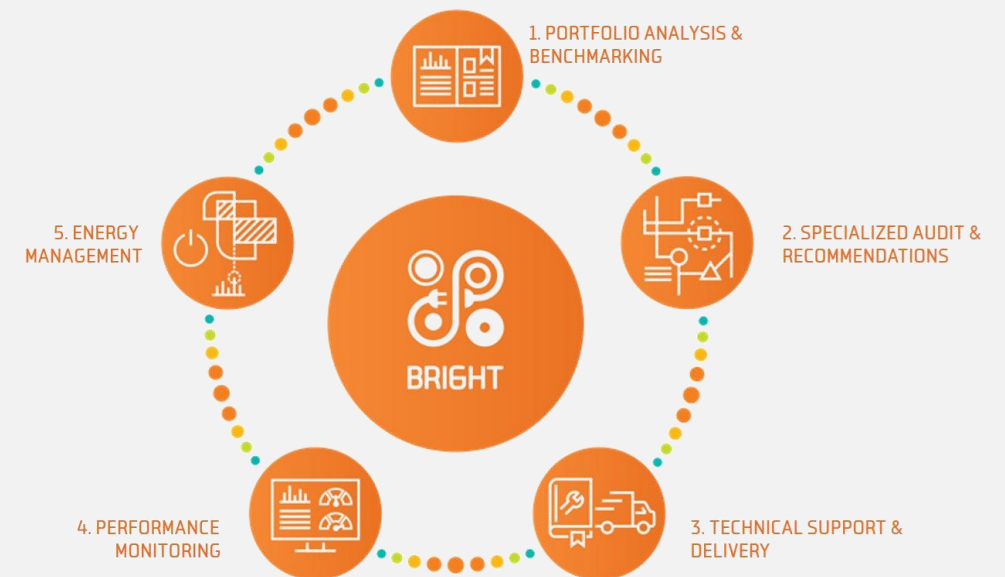 1. PORTFOLIO ANALYSIS &
BENCHMARKING
2. SPECIALIZED AUDIT &
RECOMMENDATIONS
3. TECHNICAL SUPPORT &
DELIVERY
4. PERFORMANCE
MONITORING
5. ENERGY
MANAGEMENT
BRIGHT